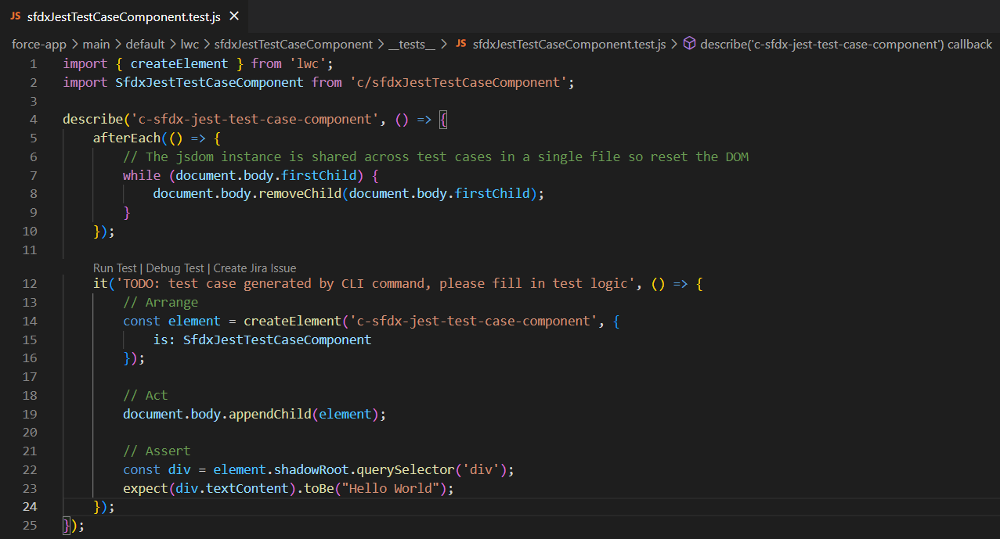 JS sfdxJestTestCaseComponent.test.js ×
force-app > main > default > lwc > sfdxJestTestCaseComponent > __tests__ > JS sfdxJestTestCaseComponent.test.js > describe('c-sfdx-jest-test-case-component') callback
1 import { createElement } from 'lwc';
2 import SfdxJestTestCaseComponent from 'c/sfdxJestTestCaseComponent';
3
4 describe('c-sfdx-jest-test-case-component', () => {
5     afterEach(() => {
6         // The jsdom instance is shared across test cases in a single file so reset the DOM
7         while (document.body.firstChild) {
8             document.body.removeChild(document.body.firstChild);
9         }
10     });
11
Run Test | Debug Test | Create Jira Issue
12     it('TODO: test case generated by CLI command, please fill in test logic', () => {
13         // Arrange
14         const element = createElement('c-sfdx-jest-test-case-component', {
15             is: SfdxJestTestCaseComponent
16         });
17
18         // Act
19         document.body.appendChild(element);
20
21         // Assert
22         const div = element.shadowRoot.querySelector('div');
23         expect(div.textContent).toBe("Hello World");
24     });
25 });